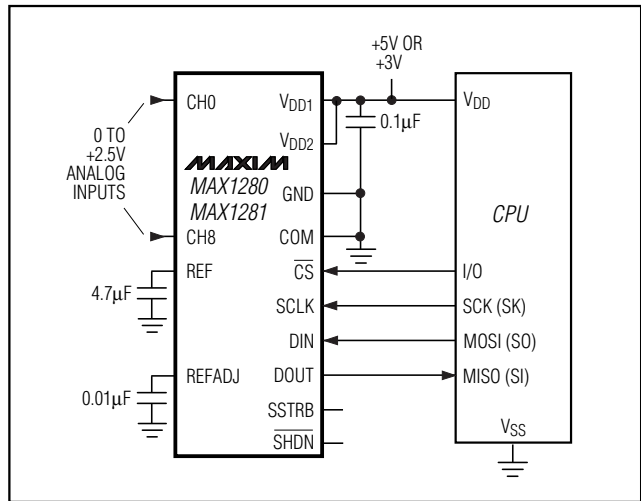 +5V OR
+3V
CH0
VDD1
VDD
0 TO
+2.5V
ANALOG
INPUTS
VDD2
0.1µF
MAXIM
MAX1280
MAX1281
GND
CPU
CH8
COM
REF
CS
I/O
4.7µF
SCLK
SCK (SK)
DIN
MOSI (SO)
REFADJ
DOUT
MISO (SI)
0.01µF
SSTRB
SHDN
VSS